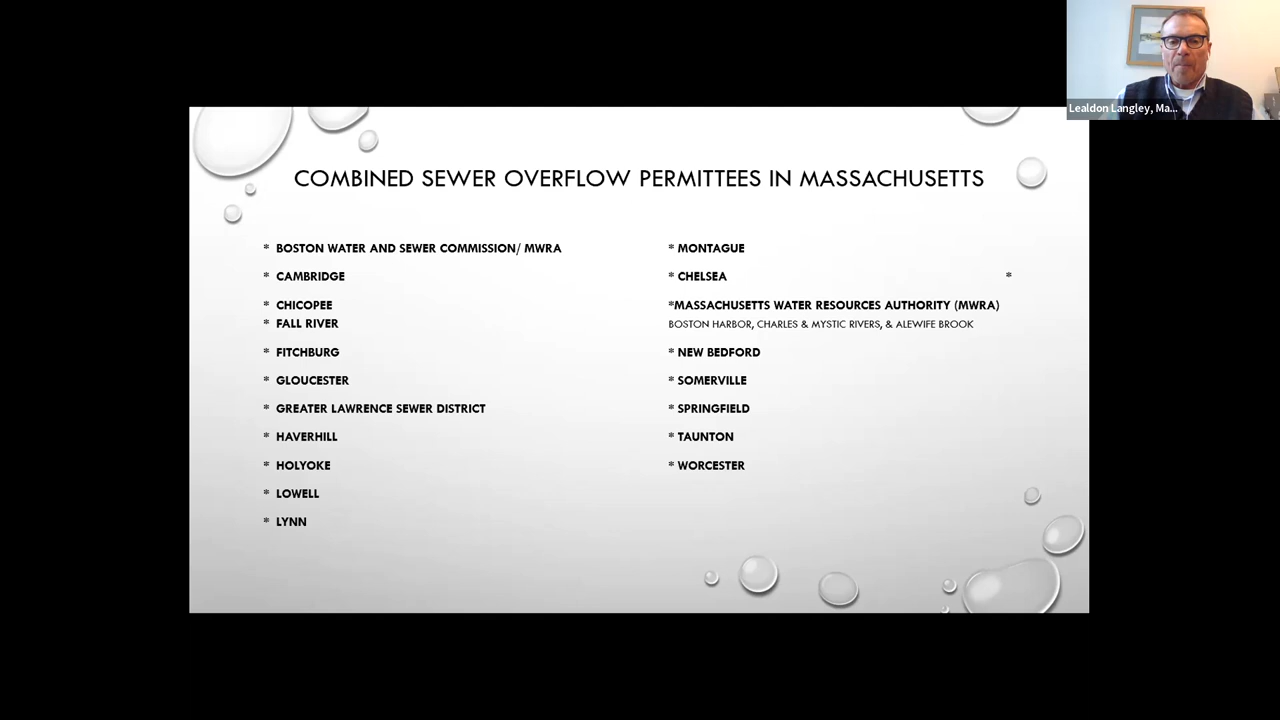 Lealdon Langley, Ma...
COMBINED SEWER OVERFLOW PERMITTEES IN MASSACHUSETTS
* BOSTON WATER AND SEWER COMMISSION/ MWRA
* CAMBRIDGE
* CHICOPEE
* FALL RIVER
* FITCHBURG
* GLOUCESTER
* GREATER LAWRENCE SEWER DISTRICT
* HAVERHILL
* HOLYOKE
* LOWELL
* LYNN
* MONTAGUE
* CHELSEA *
*MASSACHUSETTS WATER RESOURCES AUTHORITY (MWRA)
BOSTON HARBOR, CHARLES & MYSTIC RIVERS, & ALEWIFE BROOK
* NEW BEDFORD
* SOMERVILLE
* SPRINGFIELD
* TAUNTON
* WORCESTER